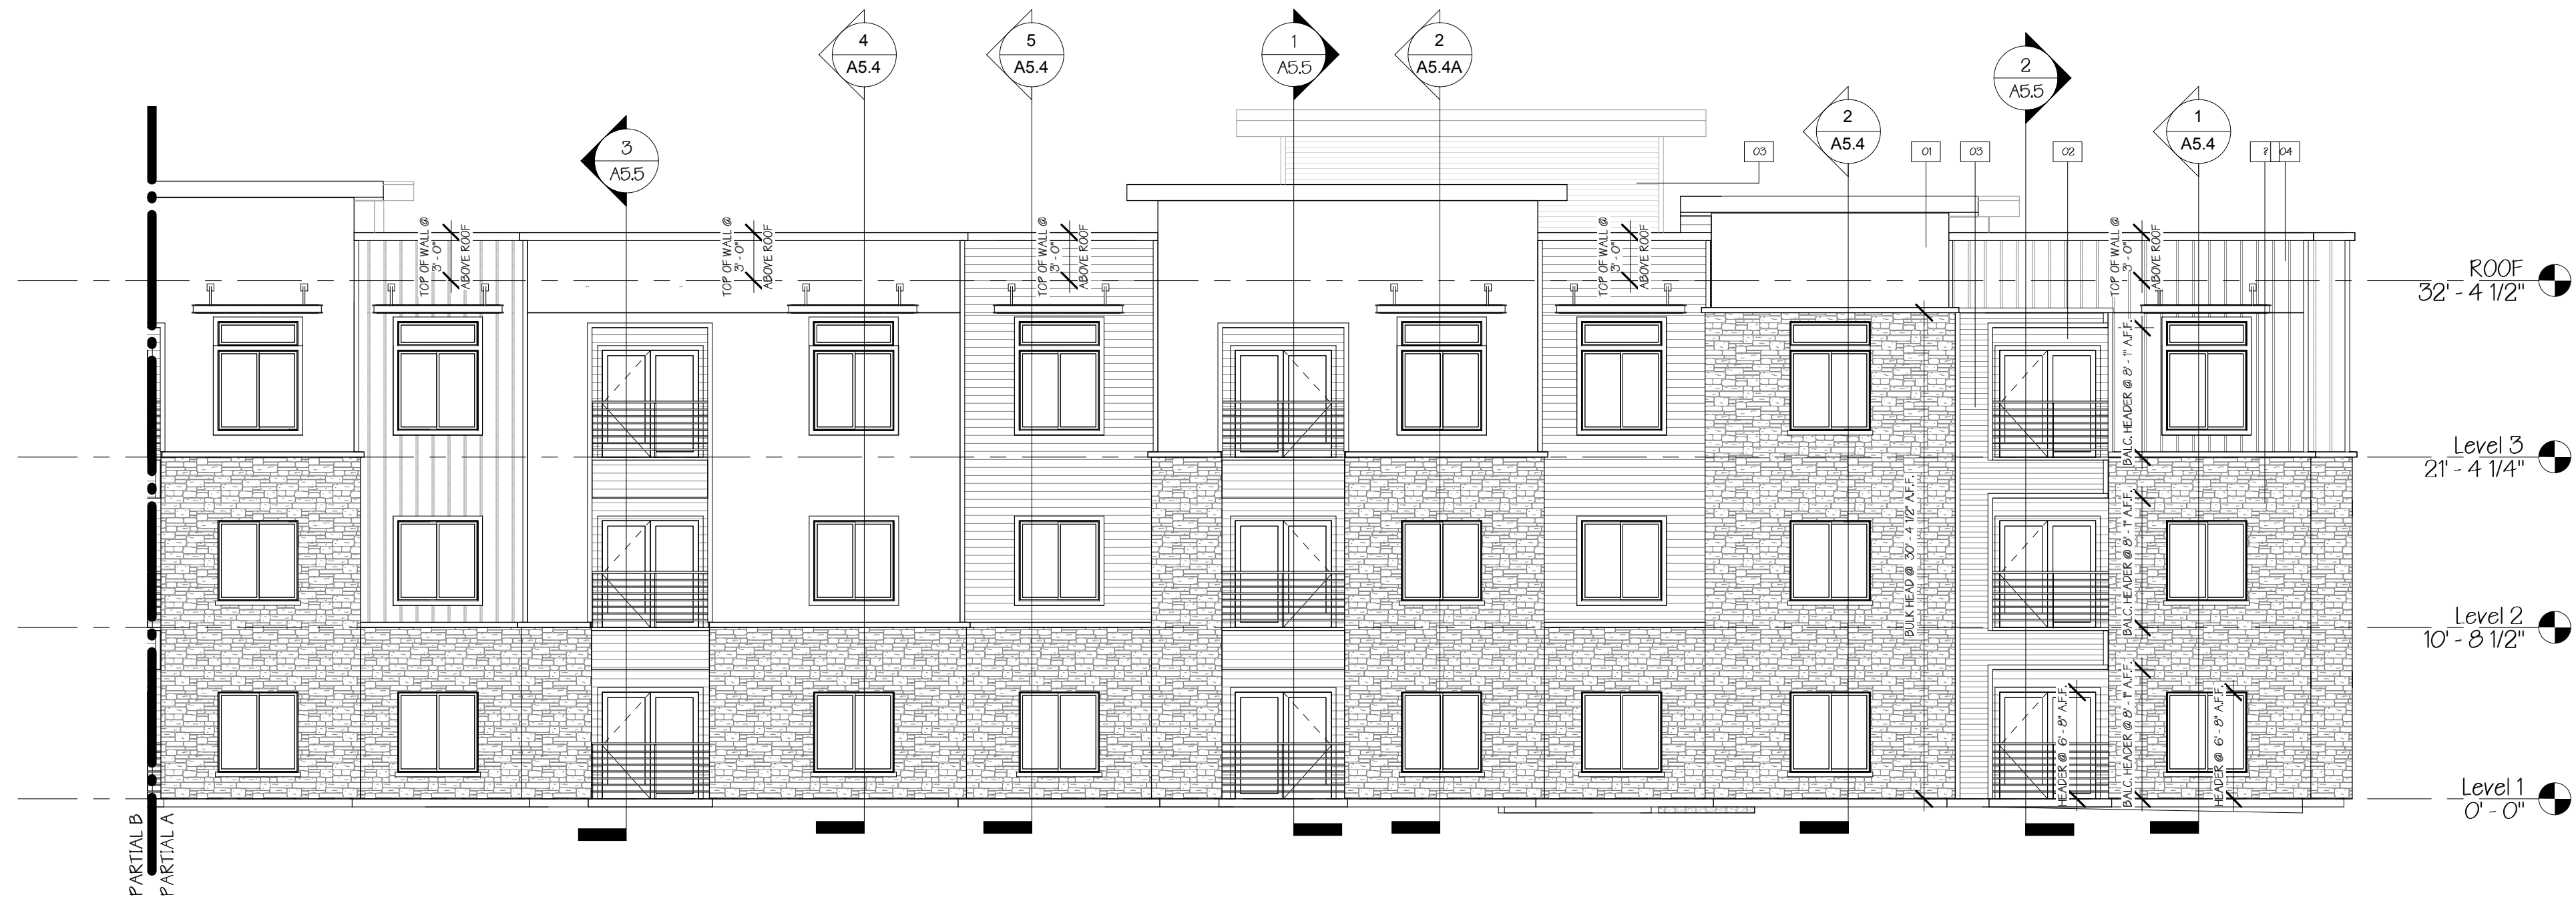 4
A5.4
5
A5.4
1
A5.5
2
A5.4A
2
A5.5
2
A5.4
1
A5.4
3
A5.5
03
01
03
02
?
04
TOP OF WALL @
3' - 0"
ABOVE ROOF
TOP OF WALL @
3' - 0"
ABOVE ROOF
TOP OF WALL @
3' - 0"
ABOVE ROOF
TOP OF WALL @
3' - 0"
ABOVE ROOF
TOP OF WALL @
3' - 0"
ABOVE ROOF
ROOF
32' - 4 1/2"
BALC. HEADER @ 8' - 1" A.F.F.
Level 3
21' - 4 1/4"
BULK HEAD @ 30' - 4 1/2" A.F.F.
BALC. HEADER @ 8' - 1" A.F.F.
Level 2
10' - 8 1/2"
HEADER @ 6' - 8" A.F.F.
BALC. HEADER @ 8' - 1" A.F.F.
HEADER @ 6' - 8" A.F.F.
Level 1
0' - 0"
PARTIAL B
PARTIAL A